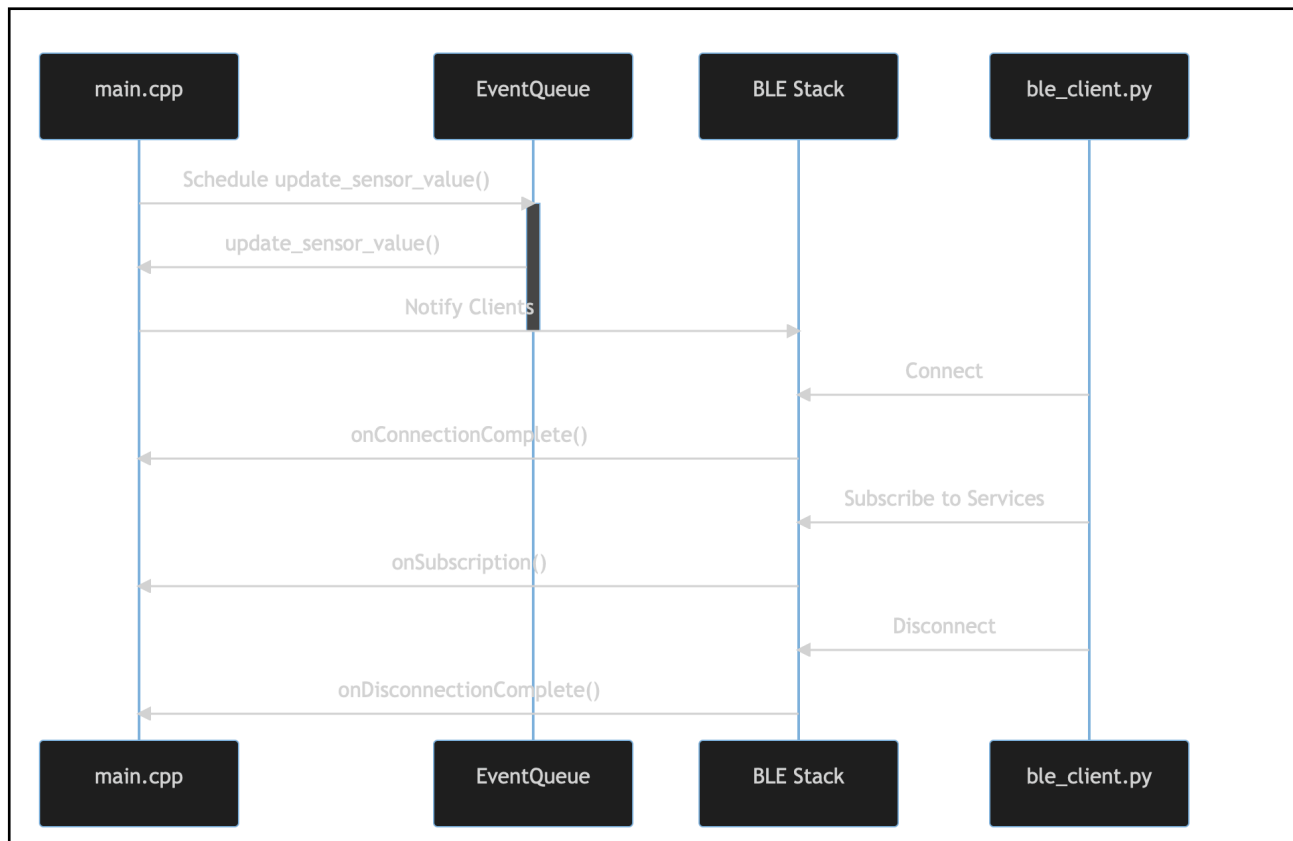 main.cpp
EventQueue
BLE Stack
ble_client.py
Schedule update_sensor_value()
update_sensor_value()
Notify Clients
Connect
onConnectionComplete()
Subscribe to Services
onSubscription()
Disconnect
onDisconnectionComplete()
main.cpp
EventQueue
BLE Stack
ble_client.py